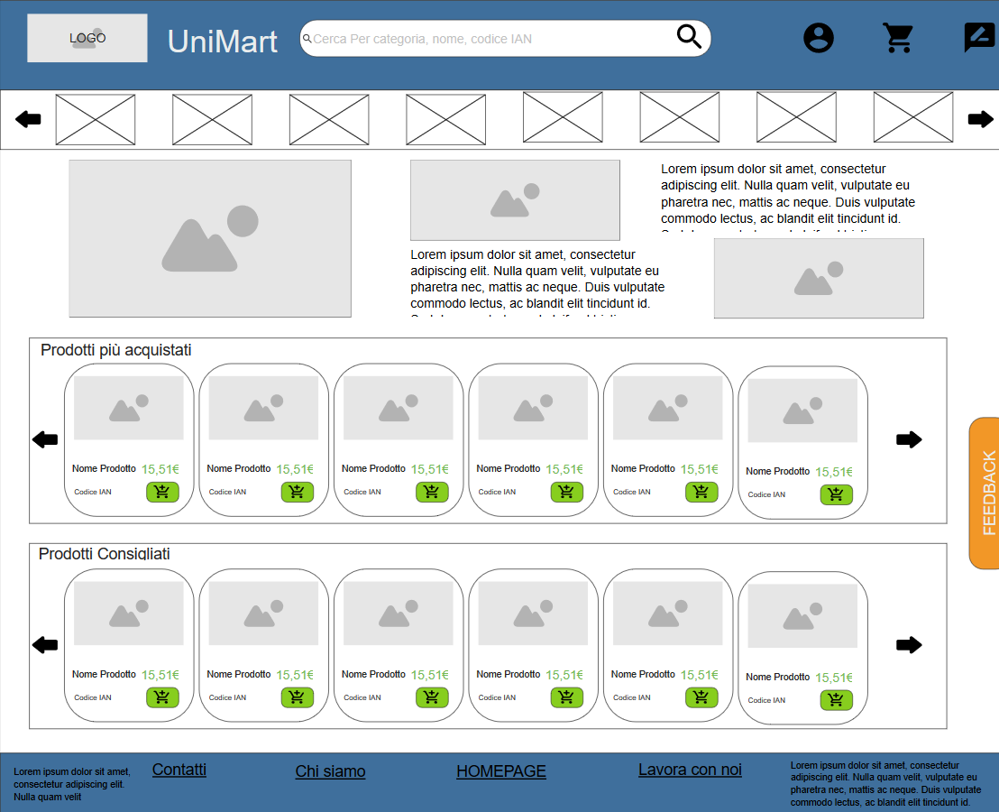 LOGO
UniMart
Cerca Per categoria, nome, codice IAN
Lorem ipsum dolor sit amet, consectetur
adipiscing elit. Nulla quam velit, vulputate eu
pharetra nec, mattis ac neque. Duis vulputate
commodo lectus, ac blandit elit tincidunt id.
Lorem ipsum dolor sit amet, consectetur
adipiscing elit. Nulla quam velit, vulputate eu
pharetra nec, mattis ac neque. Duis vulputate
commodo lectus, ac blandit elit tincidunt id.
Prodotti più acquistati
Nome Prodotto 15,51€
Codice IAN
Nome Prodotto 15,51€
Codice IAN
Nome Prodotto 15,51€
Codice IAN
Nome Prodotto 15,51€
Codice IAN
Nome Prodotto 15,51€
Codice IAN
Nome Prodotto 15,51€
Codice IAN
FEEDBACK
Prodotti Consigliati
Nome Prodotto 15,51€
Codice IAN
Nome Prodotto 15,51€
Codice IAN
Nome Prodotto 15,51€
Codice IAN
Nome Prodotto 15,51€
Codice IAN
Nome Prodotto 15,51€
Codice IAN
Nome Prodotto 15,51€
Codice IAN
Lorem ipsum dolor sit amet,
consectetur adipiscing elit.
Nulla quam velit
Contatti
Chi siamo
HOMEPAGE
Lavora con noi
Lorem ipsum dolor sit amet, consectetur
adipiscing elit. Nulla quam velit, vulputate eu
pharetra nec, mattis ac neque. Duis vulputate
commodo lectus, ac blandit elit tincidunt id.